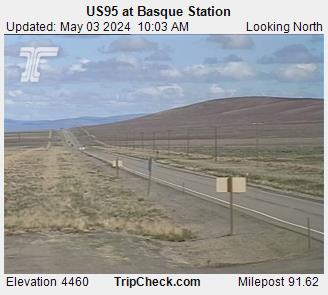 US95 at Basque Station
Updated: May 03 2024 10:03 AM Looking North
Elevation 4460 TripCheck.com Milepost 91.62